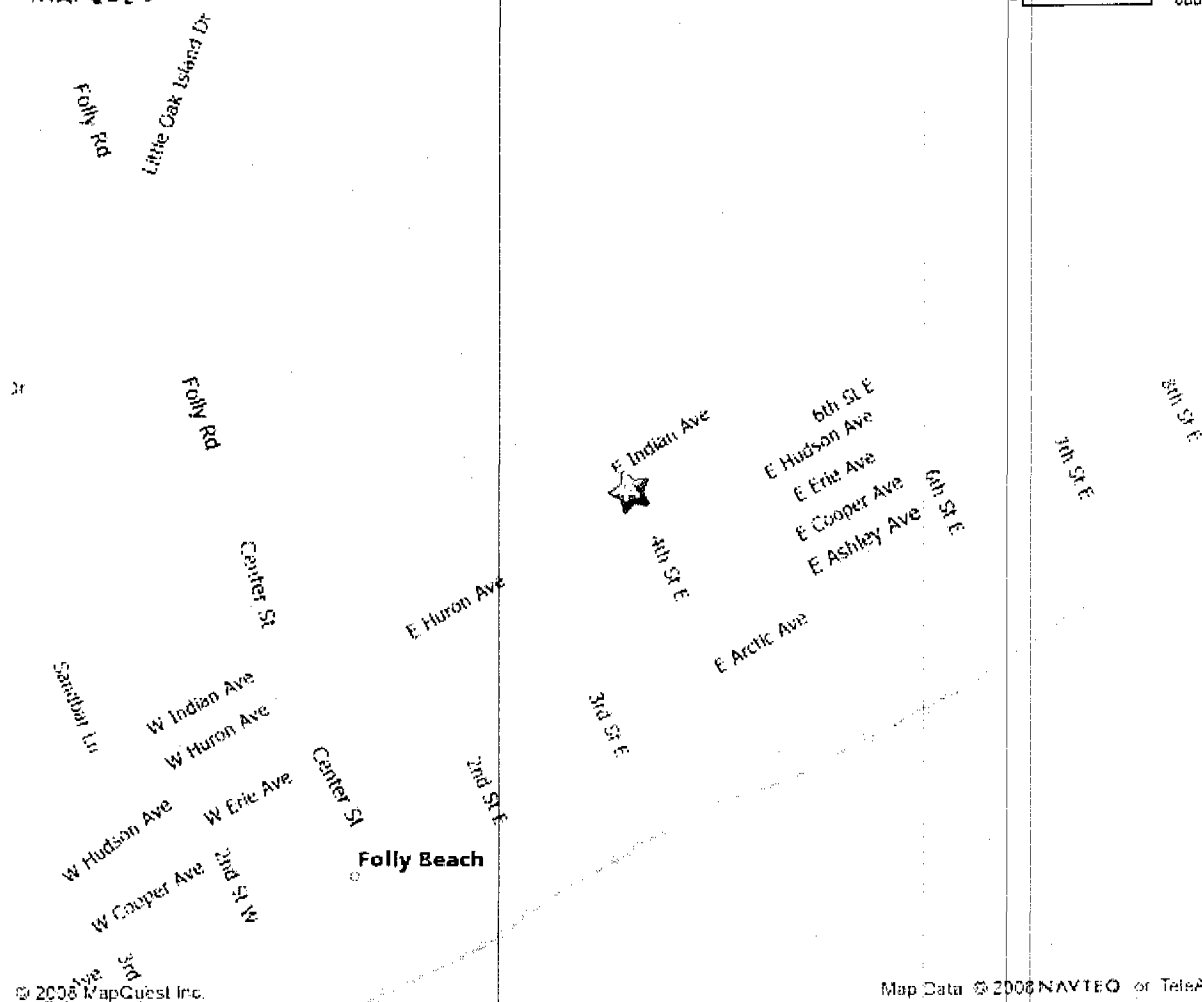 Little Oak Island Dr
Folly Rd
Folly Rd
E Indian Ave
6th St E
E Hudson Ave
E Erie Ave
E Cooper Ave
E Ashley Ave
6th St E
7th St E
8th St E
4th St E
Center St
E Huron Ave
E Arctic Ave
Sandbar Ln
W Indian Ave
W Huron Ave
3rd St E
Center St
2nd St E
W Erie Ave
W Hudson Ave
Folly Beach
W Cooper Ave
2nd St W
3rd
Ave
© 2008 MapQuest Inc.
Map Data © 2008 NAVTEQ or